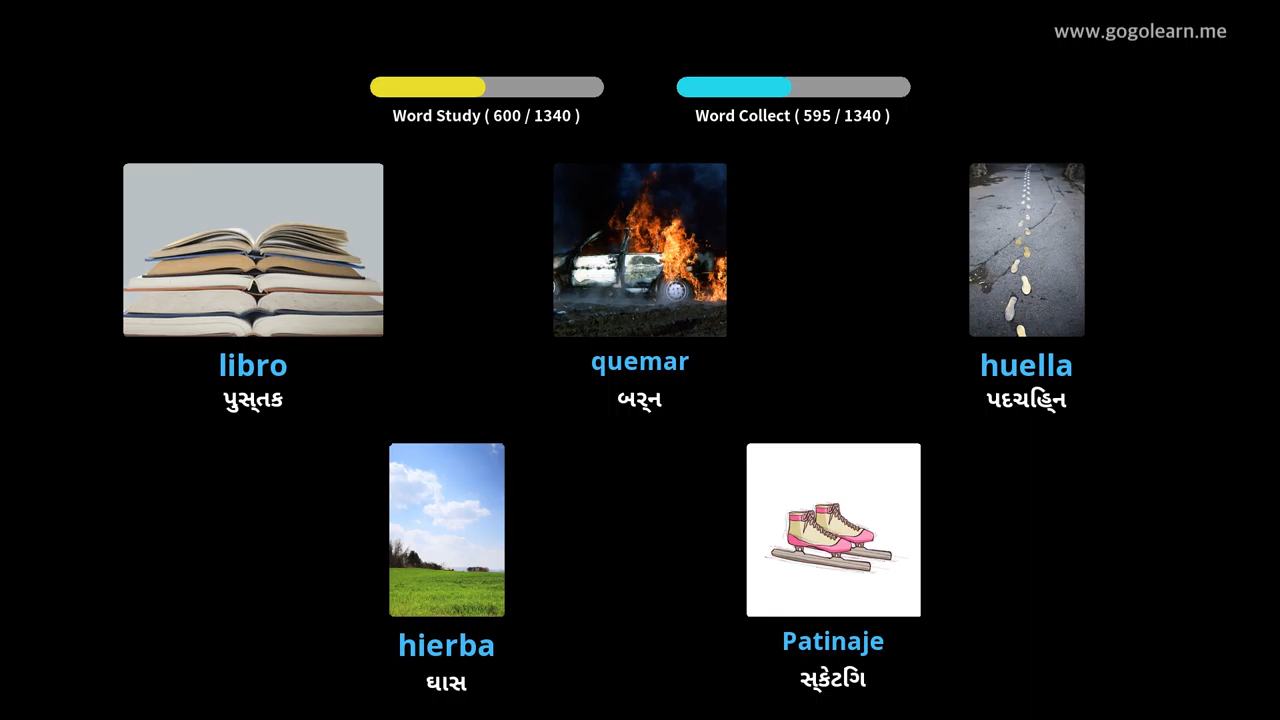 www.gogolearn.me
Word Study ( 600 / 1340 )
Word Collect ( 595 / 1340 )
libro
પુસ્તક
quemar
બર્ન
huella
પદચિહ્ન
hierba
ઘાસ
Patinaje
સ્કેટિંગ